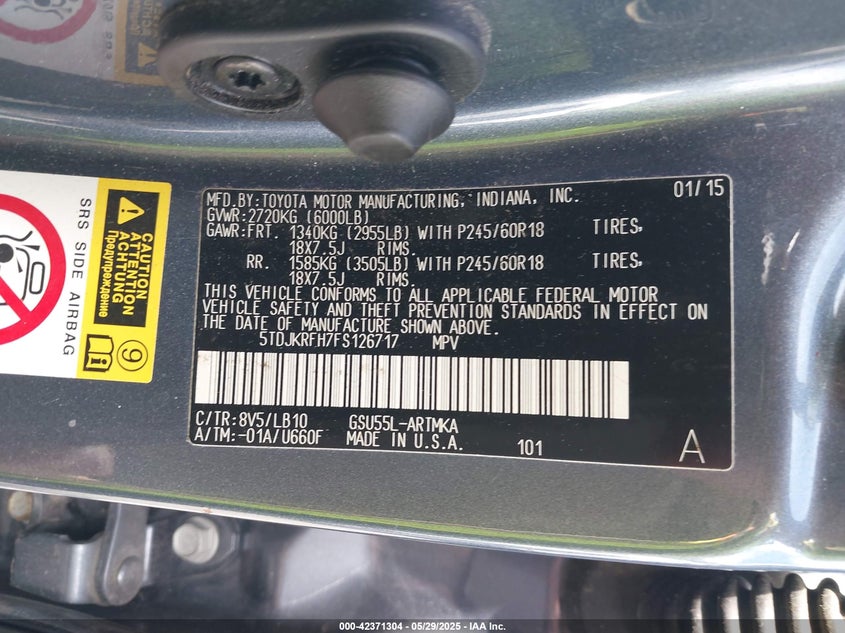 MFD.BY:TOYOTA MOTOR MANUFACTURING, INDIANA, INC. 01/15
GVWR:2720KG (6000LB)
GAWR:FRT. 1340KG (2955LB) WITH P245/60R18 TIRES,
18X7.5J RIMS.
RR. 1585KG (3505LB) WITH P245/60R18 TIRES,
18X7.5J RIMS.
THIS VEHICLE CONFORMS TO ALL APPLICABLE FEDERAL MOTOR
VEHICLE SAFETY AND THEFT PREVENTION STANDARDS IN EFFECT ON
THE DATE OF MANUFACTURE SHOWN ABOVE.
5TDJKRFH7FS126717 MPV
C/TR:8V5/LB10 GSU55L-ARTMKA
A/TM:-01A/U660F MADE IN U.S.A. 101 A
SRS SIDE AIRBAG
CAUTION
ATTENTION
ACHTUNG
Предупреждение
9
000-42371304 — 05/29/2025 — IAA Inc.